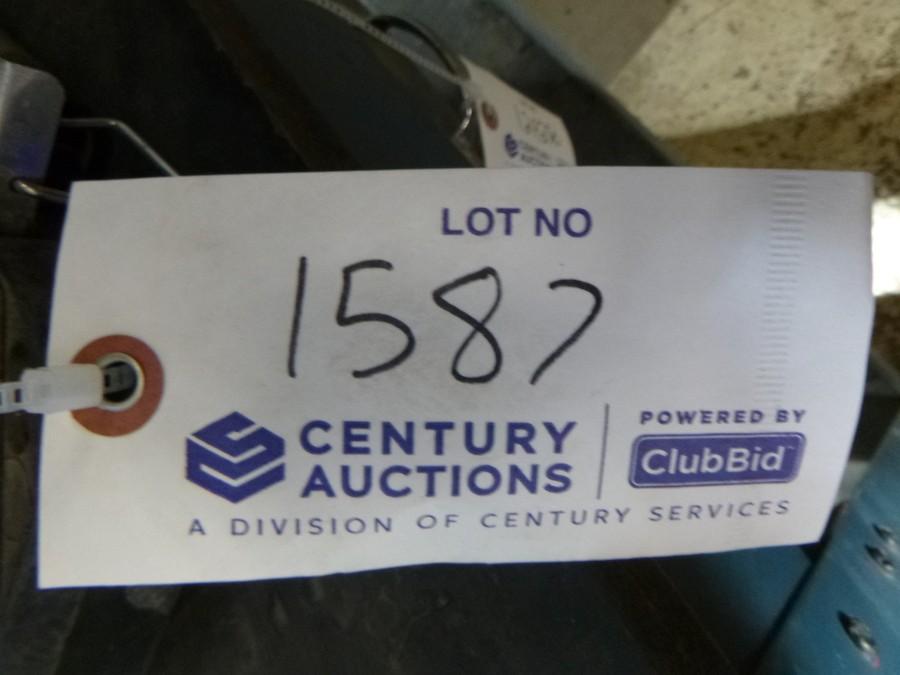 LOT NO
1587
CENTURY
AUCTIONS
POWERED BY
ClubBid
A DIVISION OF CENTURY SERVICES